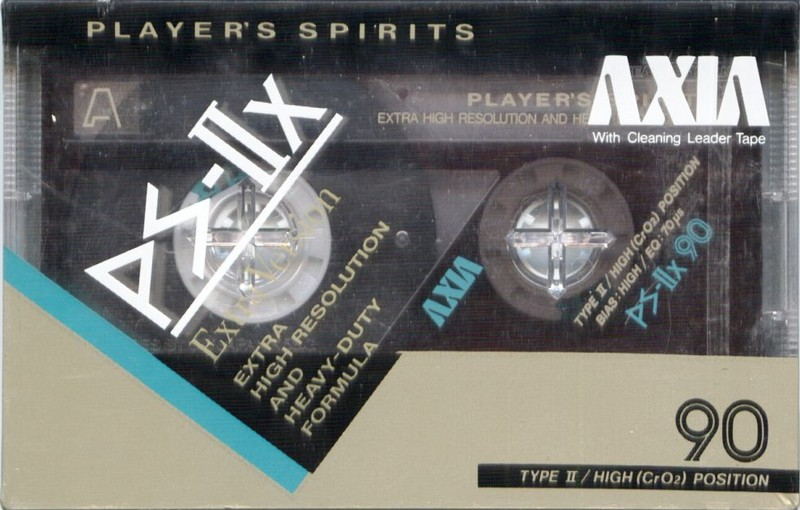 PLAYER'S SPIRITS
AXIA
With Cleaning Leader Tape
A
PLAYER'S
EXTRA HIGH RESOLUTION AND HE
PS-IIx
Extra
EXTRA
HIGH RESOLUTION
AND
HEAVY-DUTY
FORMULA
AXIA
TYPE II / HIGH (CrO2) POSITION
BIAS : HIGH / EQ : 70µs
PS-IIx 90
90
TYPE II / HIGH (CrO2) POSITION